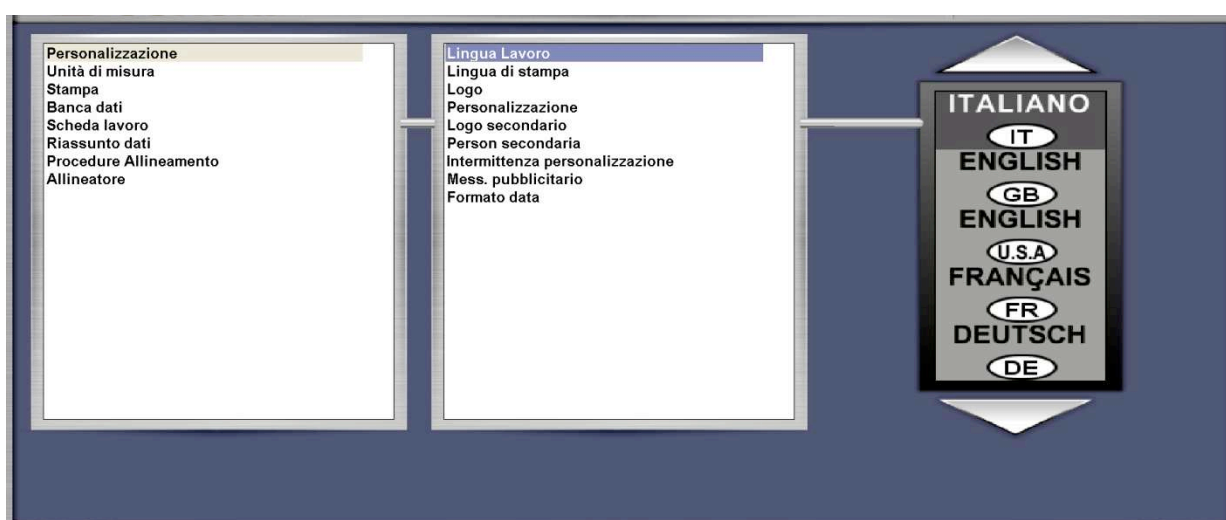 Personalizzazione
Unità di misura
Stampa
Banca dati
Scheda lavoro
Riassunto dati
Procedure Allineamento
Allineatore
Lingua Lavoro
Lingua di stampa
Logo
Personalizzazione
Logo secondario
Person secondaria
Intermittenza personalizzazione
Mess. pubblicitario
Formato data
ITALIANO
IT
ENGLISH
GB
ENGLISH
U.S.A
FRANÇAIS
FR
DEUTSCH
DE